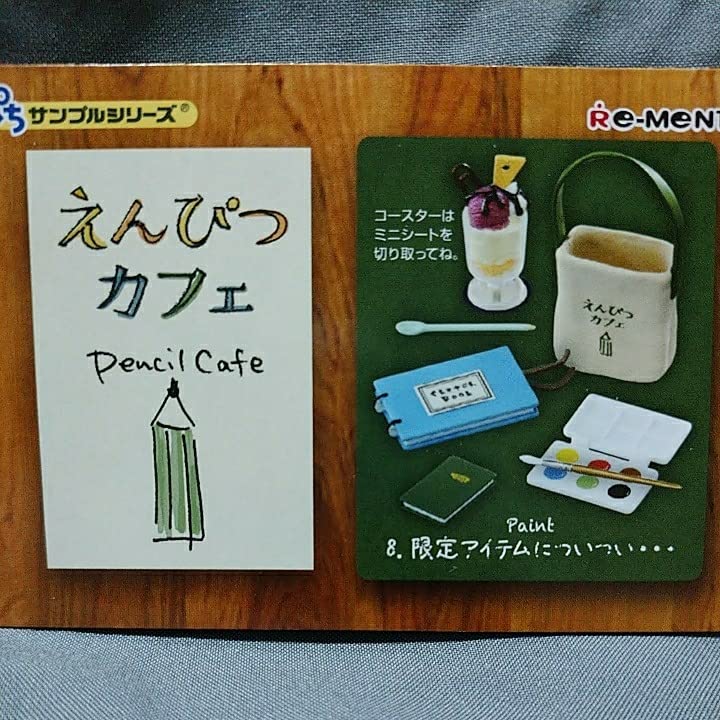 ぷち
サンプルシリーズ®
Re-MeNT
えんぴつ
カフェ
Pencil Cafe
コースターは
ミニシートを
切り取ってね。
えんぴつ
カフェ
SKETCH
BOOK
Paint
8. 限定アイテムについつい・・・